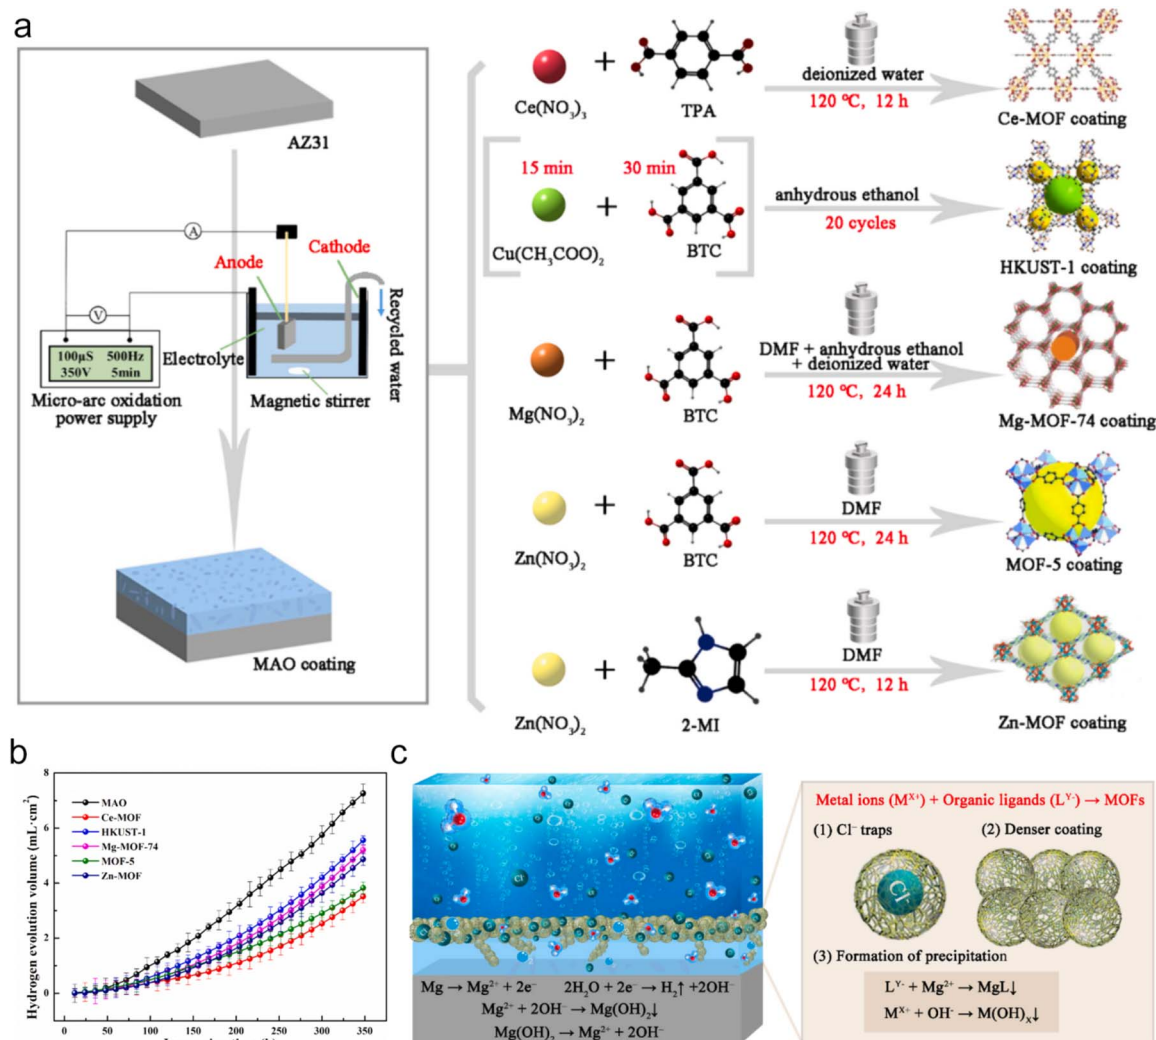 a
AZ31
Anode
Cathode
Recycled water
A
V
Electrolyte
100μS 500Hz
350V 5min
Micro-arc oxidation
power supply
Magnetic stirrer
MAO coating
Ce(NO₃)₃
+
TPA
deionized water
120 ℃, 12 h
Ce-MOF coating
15 min
30 min
Cu(CH₃COO)₂
+
BTC
anhydrous ethanol
20 cycles
HKUST-1 coating
Mg(NO₃)₂
+
BTC
DMF + anhydrous ethanol
+ deionized water
120 ℃, 24 h
Mg-MOF-74 coating
Zn(NO₃)₂
+
BTC
DMF
120 ℃, 24 h
MOF-5 coating
Zn(NO₃)₂
+
2-MI
DMF
120 ℃, 12 h
Zn-MOF coating
b
Hydrogen evolution volume (mL·cm²)
8
6
4
2
0
MAO
Ce-MOF
HKUST-1
Mg-MOF-74
MOF-5
Zn-MOF
0 50 100 150 200 250 300 350 400
c
Cl
Mg → Mg²⁺ + 2e⁻ 2H₂O + 2e⁻ → H₂↑ +2OH⁻
Mg²⁺ + 2OH⁻ → Mg(OH)₂↓
Mg(OH)₂ → Mg²⁺ + 2OH⁻
Metal ions (Mˣ⁺) + Organic ligands (Lʸ⁻) → MOFs
(1) Cl⁻ traps
(2) Denser coating
Cl⁻
(3) Formation of precipitation
Lʸ⁻ + Mg²⁺ → MgL↓
Mˣ⁺ + OH⁻ → M(OH)ₓ↓